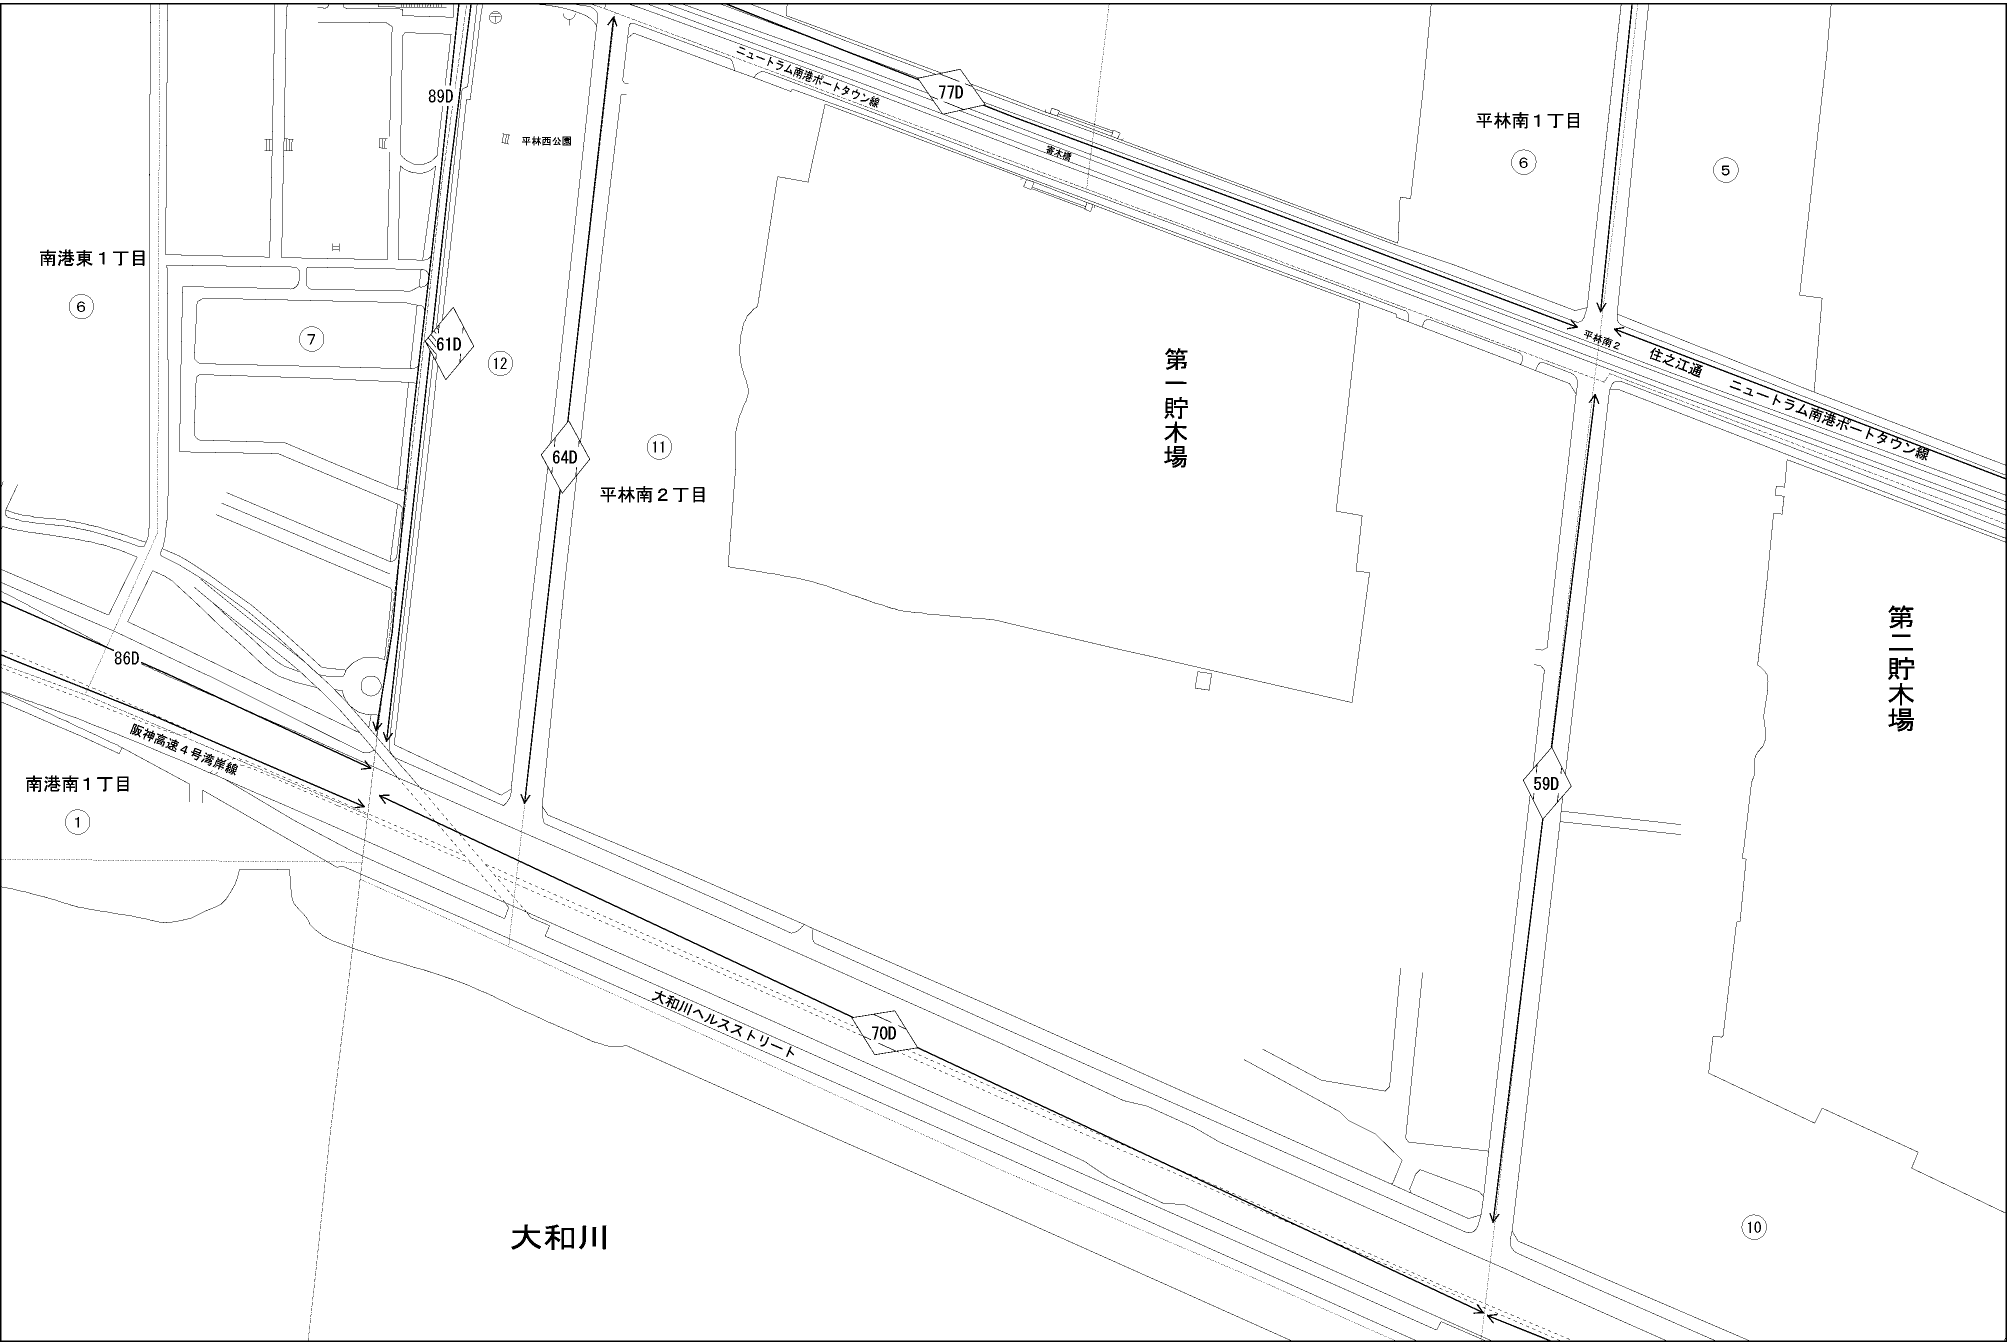 89D
ニュートラム南港ポートタウン線
77D
平林南１丁目
6
5
平林西公園
寄木橋
南港東１丁目
6
7
61D
12
平林南２
住之江通
ニュートラム南港ポートタウン線
第一貯木場
11
64D
平林南２丁目
第二貯木場
86D
阪神高速４号湾岸線
南港南１丁目
1
59D
大和川ヘルスストリート
70D
大和川
10